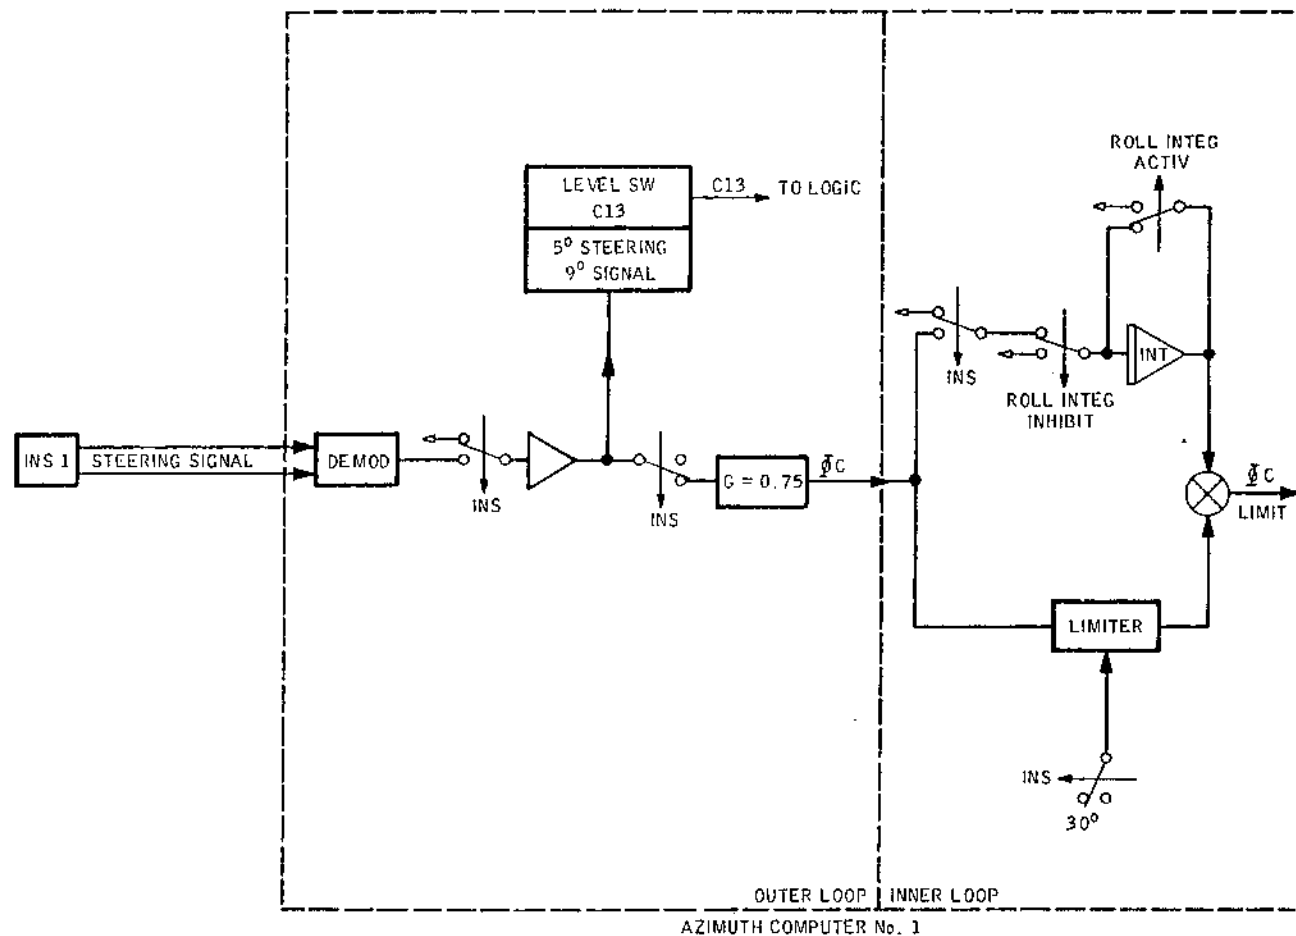 ROLL INTEG
ACTIV
LEVEL SW
C13
C13
TO LOGIC
5° STEERING
9° SIGNAL
INS
ROLL INTEG
INHIBIT
INT
INS 1
STEERING SIGNAL
DEMOD
INS
INS
G = 0.75
ΦC
ΦC
LIMIT
LIMITER
INS
30°
OUTER LOOP
INNER LOOP
AZIMUTH COMPUTER No. 1